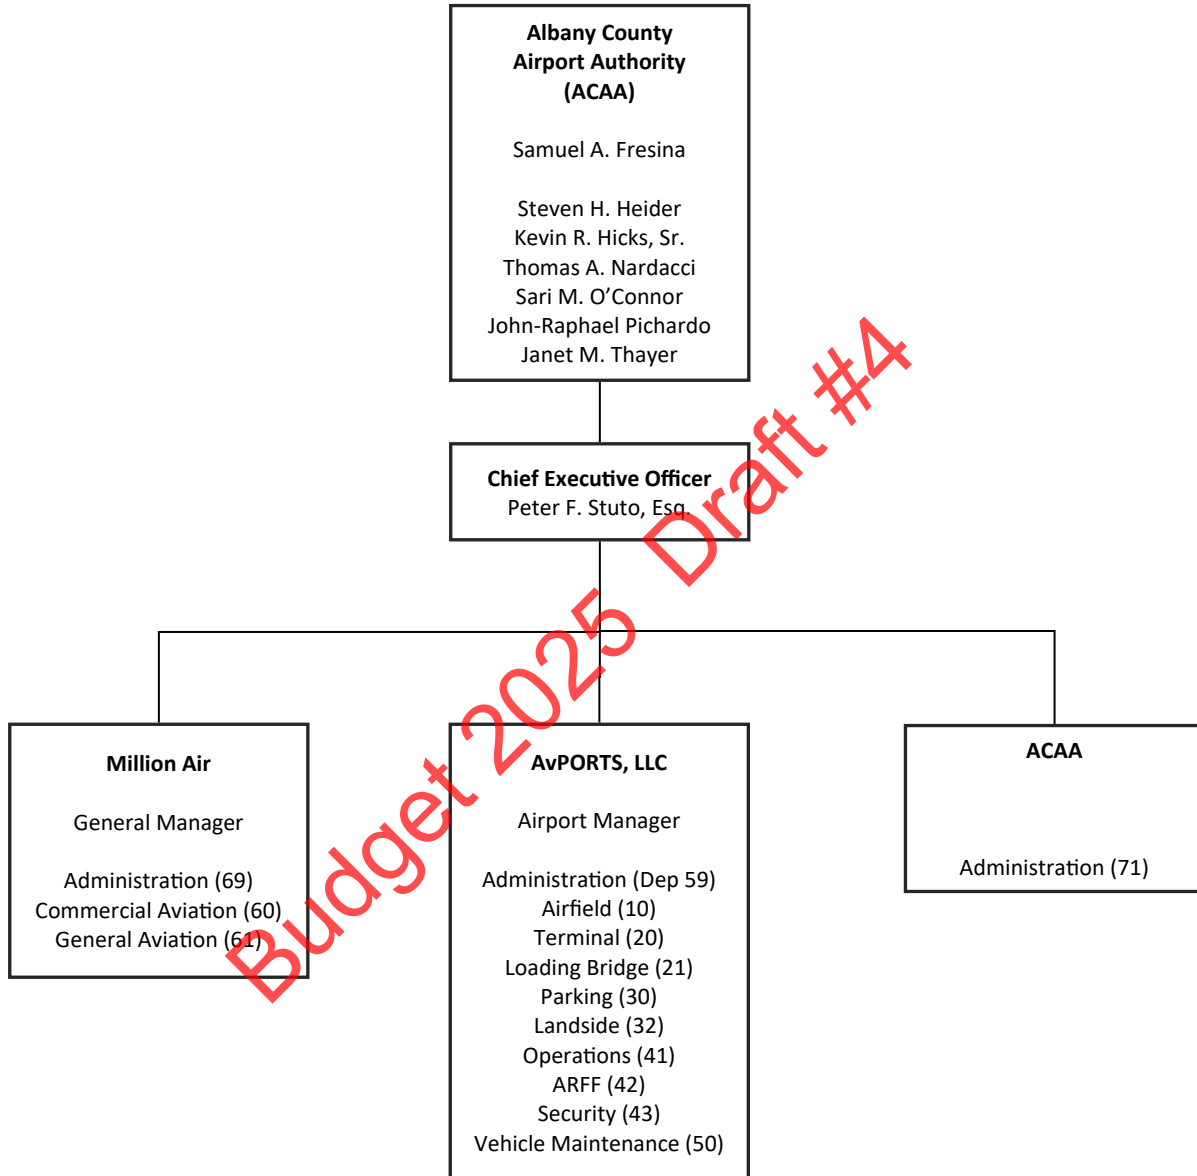 Albany County
Airport Authority
(ACAA)
Samuel A. Fresina
Steven H. Heider
Kevin R. Hicks, Sr.
Thomas A. Nardacci
Sari M. O’Connor
John-Raphael Pichardo
Janet M. Thayer
Chief Executive Officer
Peter F. Stuto, Esq.
Million Air
General Manager
Administration (69)
Commercial Aviation (60)
General Aviation (61)
AvPORTS, LLC
Airport Manager
Administration (Dep 59)
Airfield (10)
Terminal (20)
Loading Bridge (21)
Parking (30)
Landside (32)
Operations (41)
ARFF (42)
Security (43)
Vehicle Maintenance (50)
ACAA
Administration (71)
Budget 2025 Draft #4